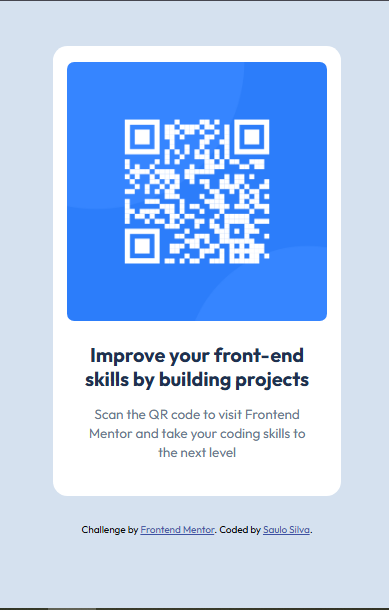 Improve your front-end
skills by building projects
Scan the QR code to visit Frontend
Mentor and take your coding skills to
the next level
Challenge by Frontend Mentor. Coded by Saulo Silva.